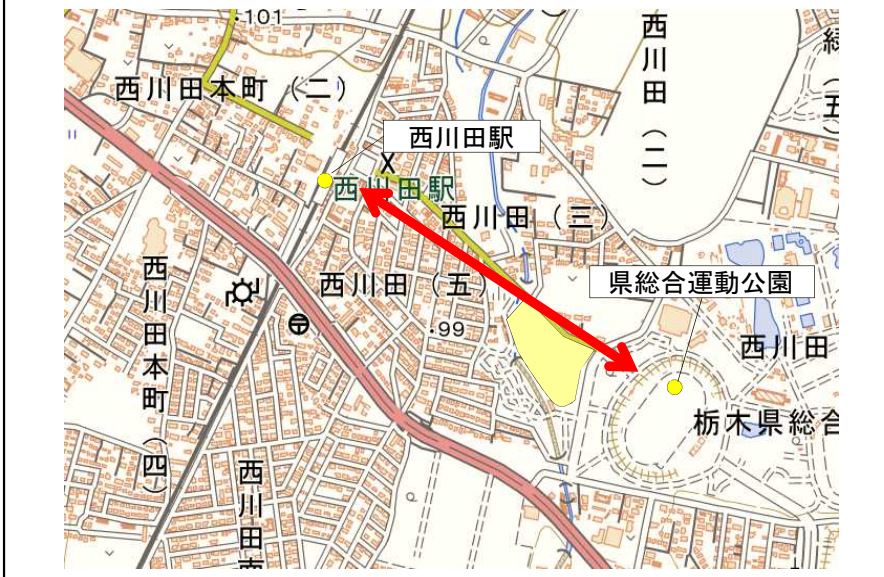 ・101
西川田本町（二）
西川田（二）
緑（五
西川田駅
西川田駅
西川田（三）
西川田（五）
県総合運動公園
・99
西川田本町（四）
西川田
栃木県総合
西川田南